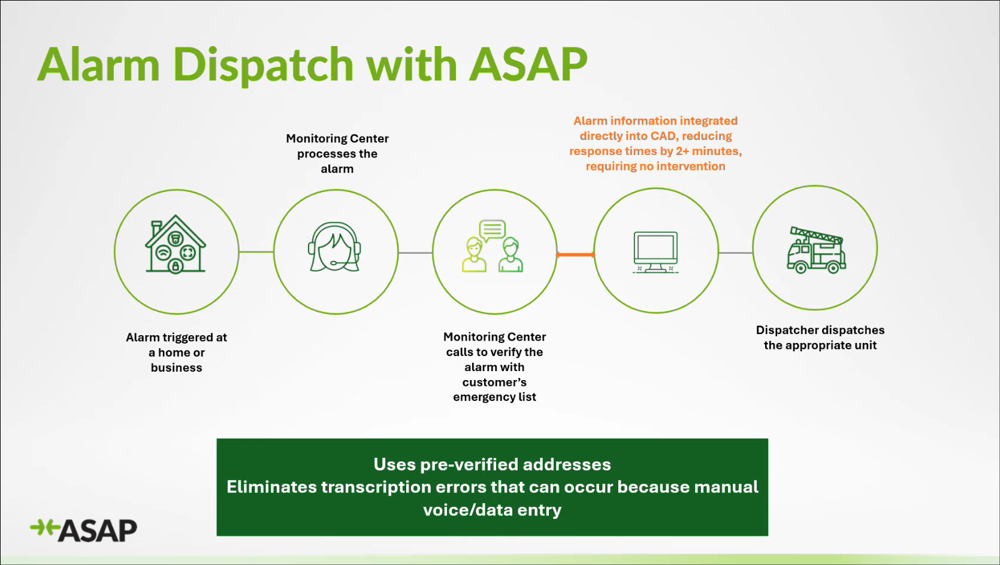 Alarm Dispatch with ASAP
Monitoring Center
processes the
alarm
Alarm information integrated
directly into CAD, reducing
response times by 2+ minutes,
requiring no intervention
Alarm triggered at
a home or
business
Monitoring Center
calls to verify the
alarm with
customer’s
emergency list
Dispatcher dispatches
the appropriate unit
Uses pre-verified addresses
Eliminates transcription errors that can occur because manual
voice/data entry
ASAP